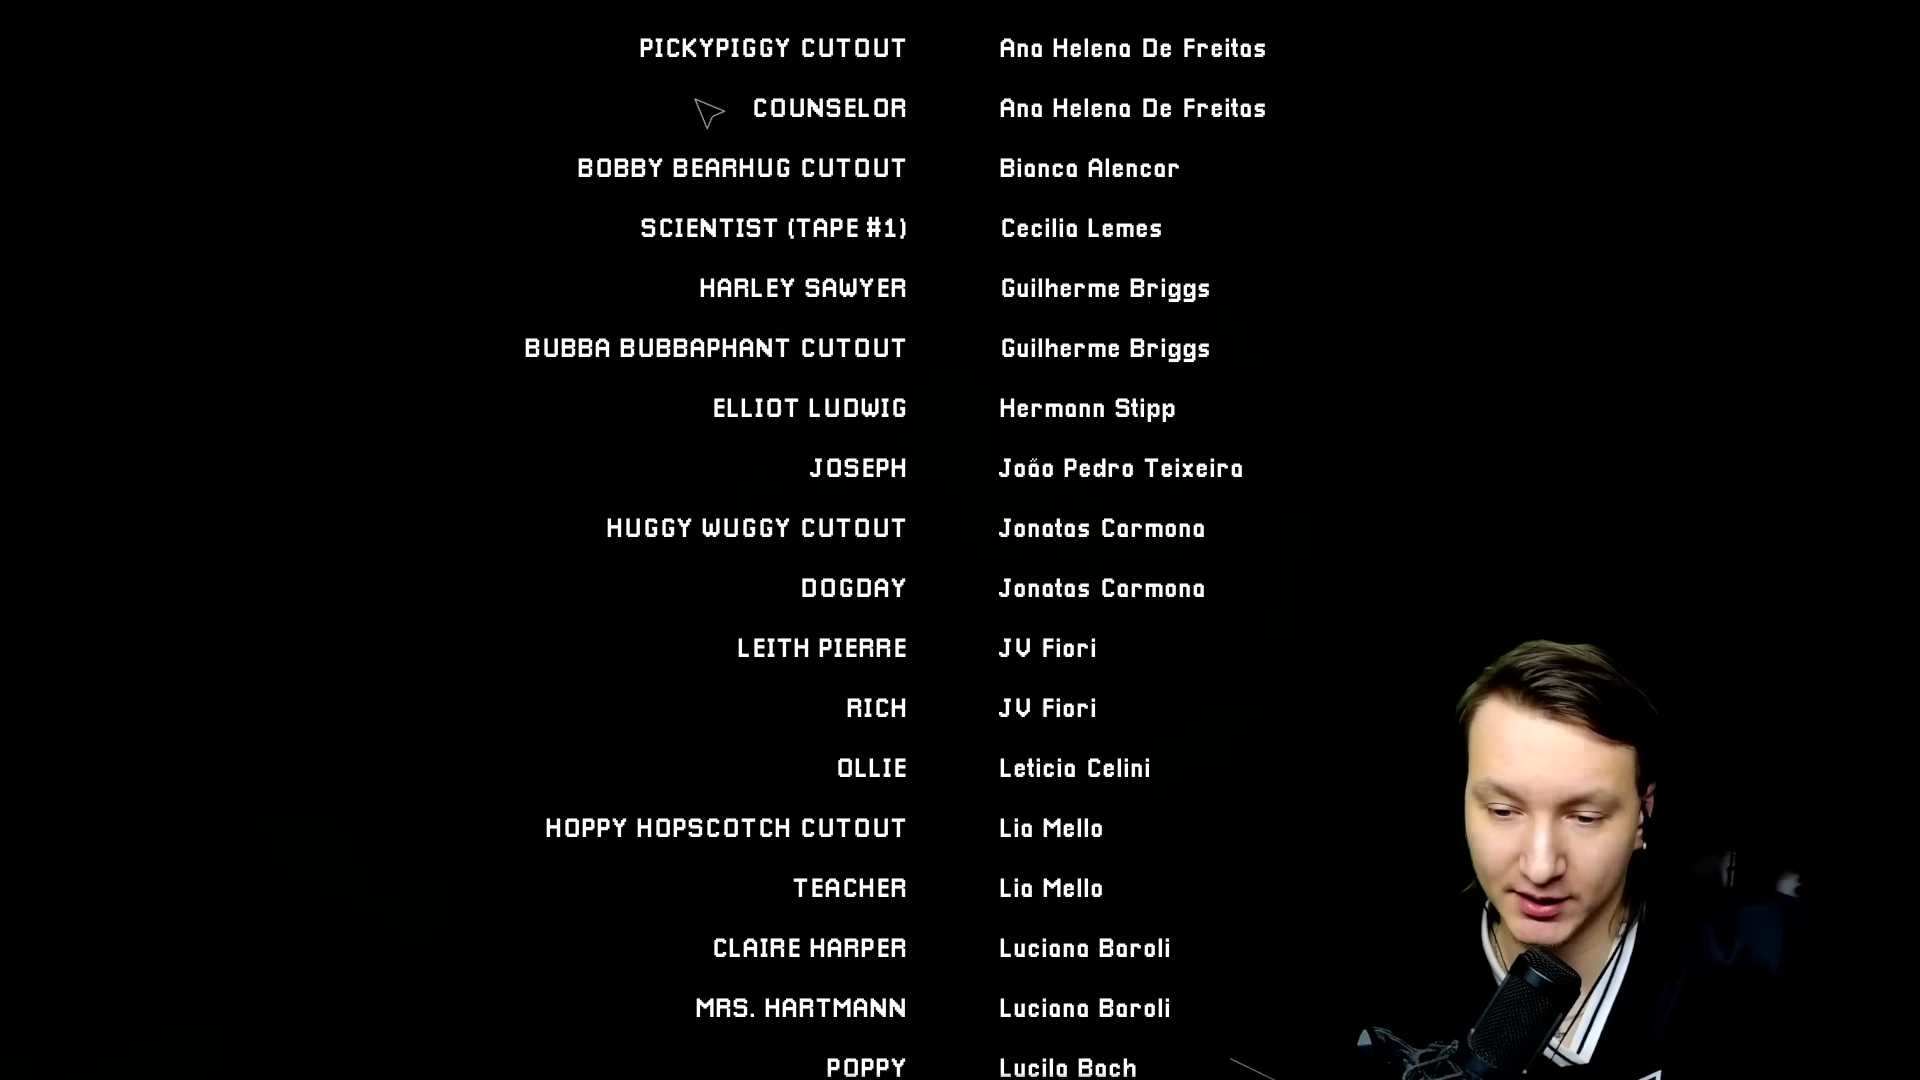 PICKYPIGGY CUTOUT Ana Helena De Freitas
COUNSELOR Ana Helena De Freitas
BOBBY BEARHUG CUTOUT Bianca Alencar
SCIENTIST (TAPE #1) Cecilia Lemes
HARLEY SAWYER Guilherme Briggs
BUBBA BUBBAPHANT CUTOUT Guilherme Briggs
ELLIOT LUDWIG Hermann Stipp
JOSEPH João Pedro Teixeira
HUGGY WUGGY CUTOUT Jonatas Carmona
DOGDAY Jonatas Carmona
LEITH PIERRE JV Fiori
RICH JV Fiori
OLLIE Leticia Celini
HOPPY HOPSCOTCH CUTOUT Lia Mello
TEACHER Lia Mello
CLAIRE HARPER Luciana Baroli
MRS. HARTMANN Luciana Baroli
POPPY Lucila Bach